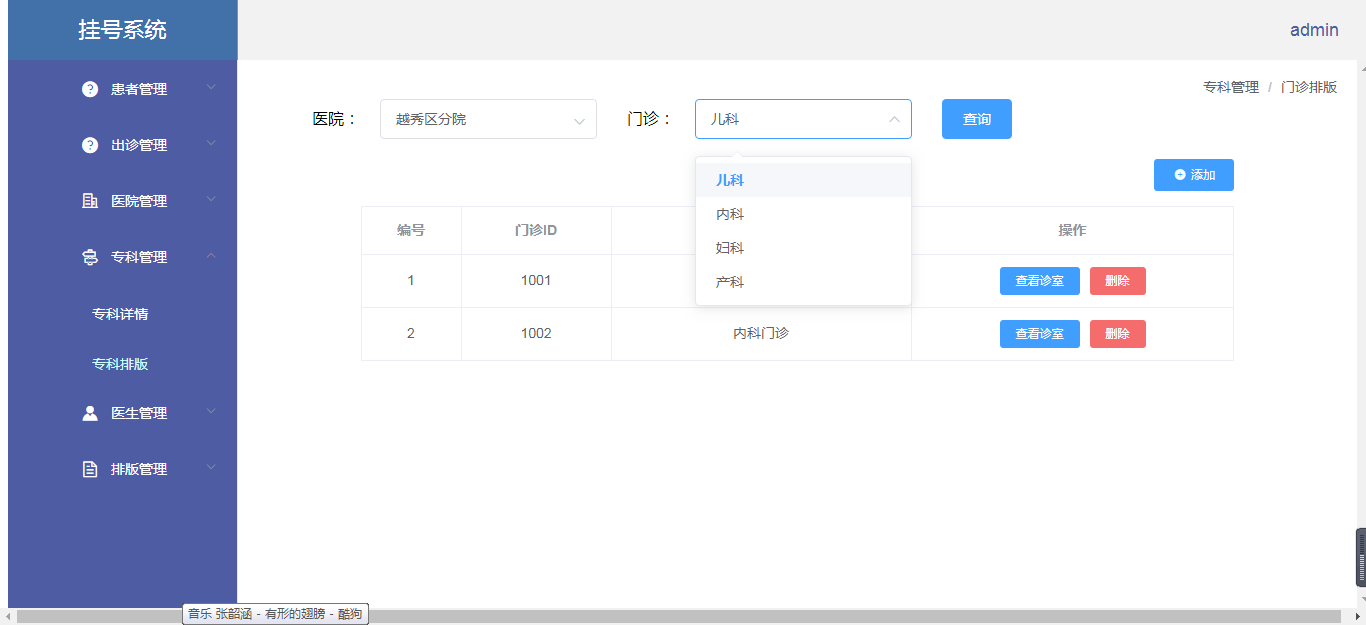 挂号系统
admin
患者管理
出诊管理
医院管理
专科管理
专科详情
专科排版
医生管理
排版管理
专科管理 / 门诊排版
医院： 越秀区分院 门诊： 儿科 查询
儿科
内科
妇科
产科
添加
编号 门诊ID 操作
1 1001 查看诊室 删除
2 1002 内科门诊 查看诊室 删除
音乐 张韶涵 - 有形的翅膀 - 酷狗